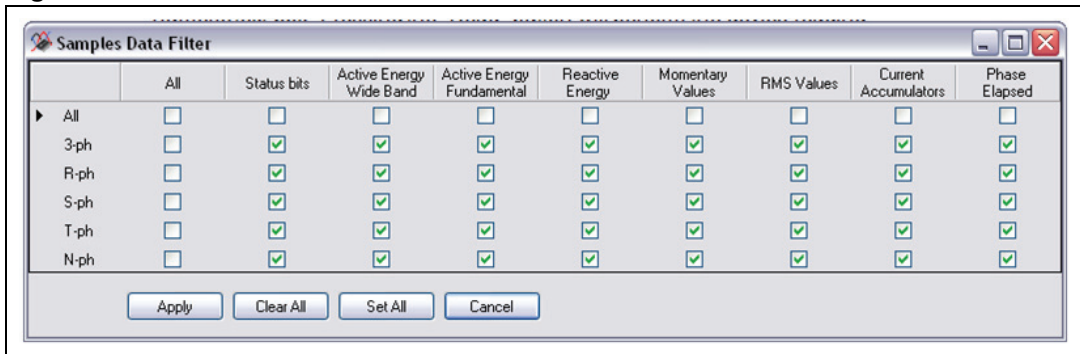 Samples Data Filter
All Status bits Active Energy Wide Band Active Energy Fundamental Reactive Energy Momentary Values RMS Values Current Accumulators Phase Elapsed
All
3-ph
R-ph
S-ph
T-ph
N-ph
Apply Clear All Set All Cancel